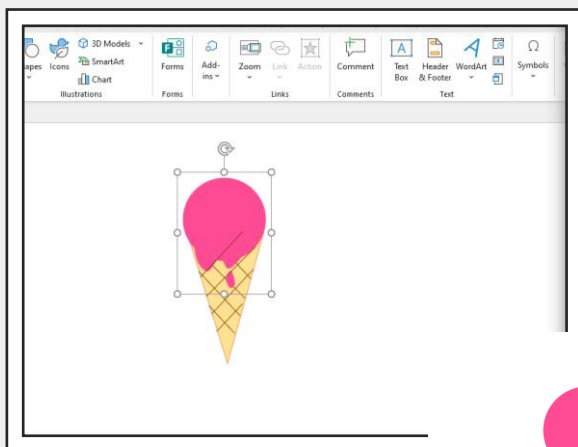 3D Models
SmartArt
Chart
apes
Icons
Forms
Add-
ins
Zoom
Link
Action
Comment
Text
Box
Header
& Footer
WordArt
Symbols
Illustrations
Forms
Links
Comments
Text